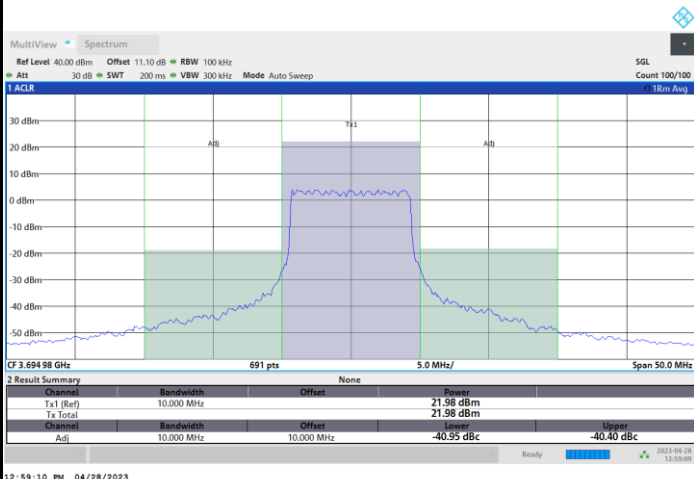 MultiView Spectrum
Ref Level 40.00 dBm Offset 11.10 dB RBW 100 kHz SGL
Att 30 dB SWT 200 ms VBW 300 kHz Mode Auto Sweep Count 100/100
1 ACLR 1Rm Avg
30 dBm
Tx1
20 dBm
Adj Adj
10 dBm
0 dBm
-10 dBm
-20 dBm
-30 dBm
-40 dBm
-50 dBm
CF 3.694 98 GHz 691 pts 5.0 MHz/ Span 50.0 MHz
2 Result Summary None
Channel Bandwidth Offset Power
Tx1 (Ref) 10.000 MHz 21.98 dBm
Tx Total 21.98 dBm
Channel Bandwidth Offset Lower Upper
Adj 10.000 MHz 10.000 MHz -40.95 dBc -40.40 dBc
Ready 2023-04-28
12:59:09
12:59:10 PM 04/28/2023